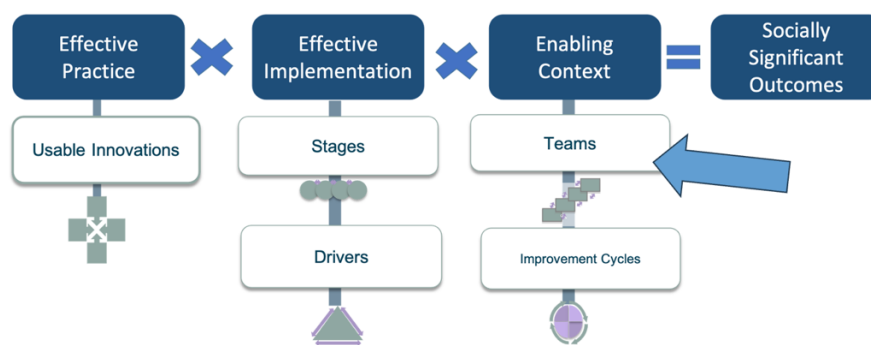 Effective
Practice
Effective
Implementation
Enabling
Context
Socially
Significant
Outcomes
Usable Innovations
Stages
Teams
Drivers
Improvement Cycles